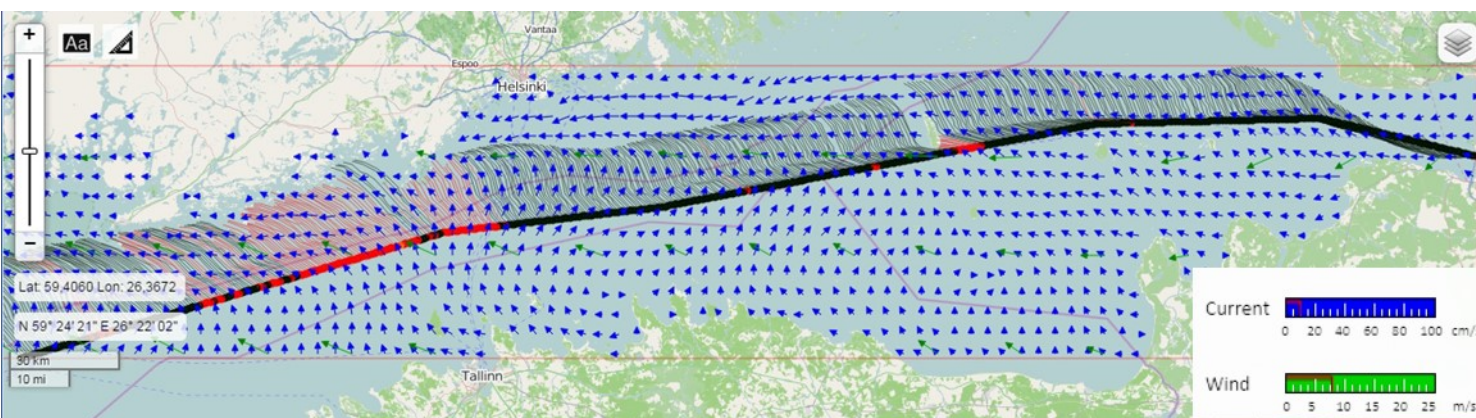 +
Aa
Vantaa
Espoo
Helsinki
−
Lat: 59,4060 Lon: 26,3672
N 59° 24' 21" E 26° 22' 02"
30 km
10 mi
Tallinn
Current
0 20 40 60 80 100 cm/
Wind
0 5 10 15 20 25 m/s